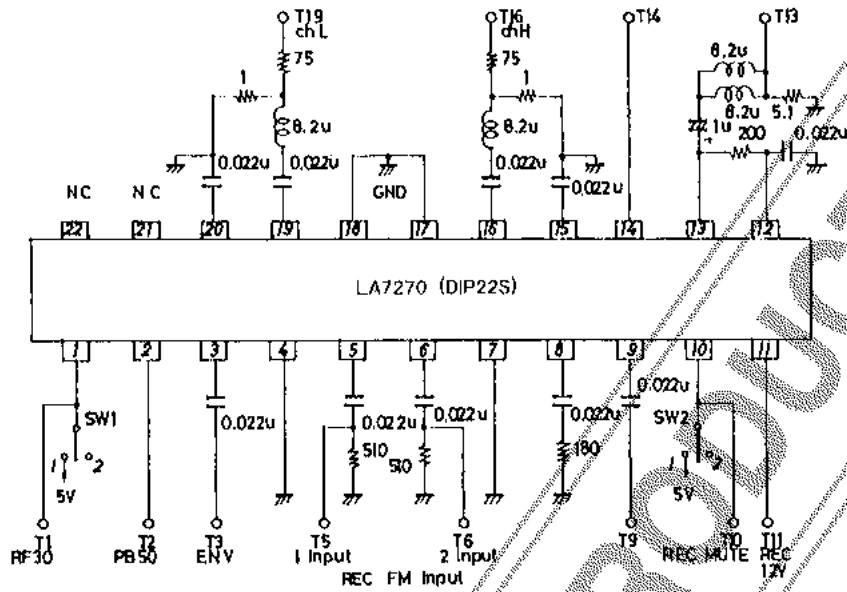 T19 T16 T14 T13
chL chH
75 75 8.2u
1 1
8.2u 8.2u 8.2u 5.1
1u
+ 200 0.022u
0.022u 0.022u 0.022u
NC NC GND 0.022u
22 21 20 19 18 17 16 15 14 13 12
LA7270 (DIP22S)
1 2 3 4 5 6 7 8 9 10 11
0.022u
SW1 0.022u 0.022u 0.022u 0.022u SW2
510 510 180
1 2 1 2
5V 5V
T1 T2 T3 T5 T6 T9 T10 T11
RF30 PB50 ENV 1 Input 2 Input REC MUTE REC
REC FM Input 12V
PRODUCT